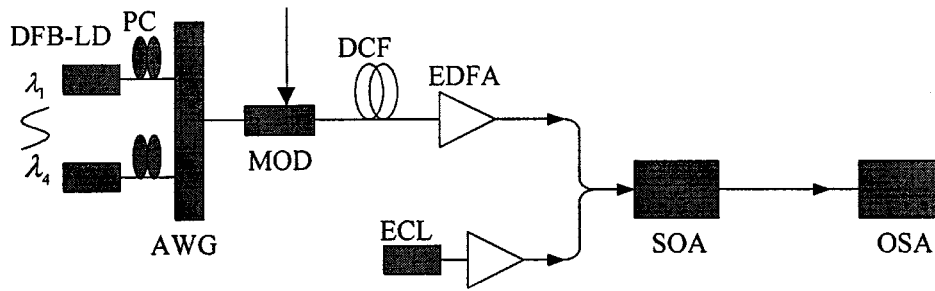 DFB-LD
PC
λ1
λ4
AWG
MOD
DCF
EDFA
ECL
SOA
OSA